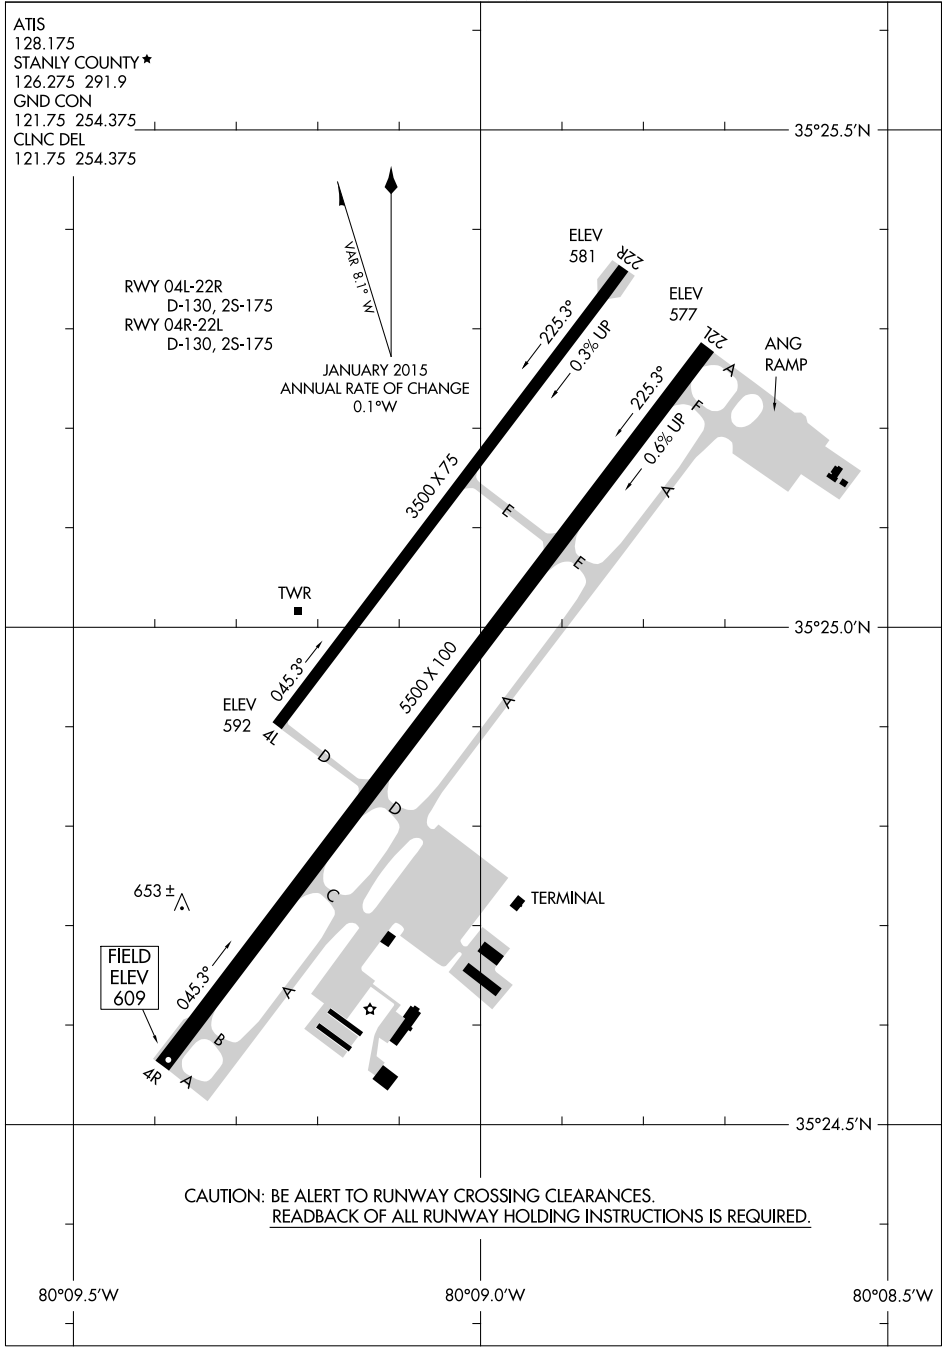 ATIS
128.175
STANLY COUNTY★
126.275 291.9
GND CON
121.75 254.375
CLNC DEL
121.75 254.375
35°25.5'N
VAR 8.1° W
JANUARY 2015
ANNUAL RATE OF CHANGE
0.1°W
RWY 04L-22R
D-130, 2S-175
RWY 04R-22L
D-130, 2S-175
ELEV
581
22R
225.3°
0.3% UP
ELEV
577
22L
225.3°
0.6% UP
ANG
RAMP
A
F
A
3500 X 75
E
E
TWR
35°25.0'N
045.3°
5500 X 100
A
ELEV
592
4L
D
D
653 ±
C
TERMINAL
FIELD
ELEV
609
045.3°
A
B
4R
A
35°24.5'N
CAUTION: BE ALERT TO RUNWAY CROSSING CLEARANCES.
READBACK OF ALL RUNWAY HOLDING INSTRUCTIONS IS REQUIRED.
80°09.5'W
80°09.0'W
80°08.5'W